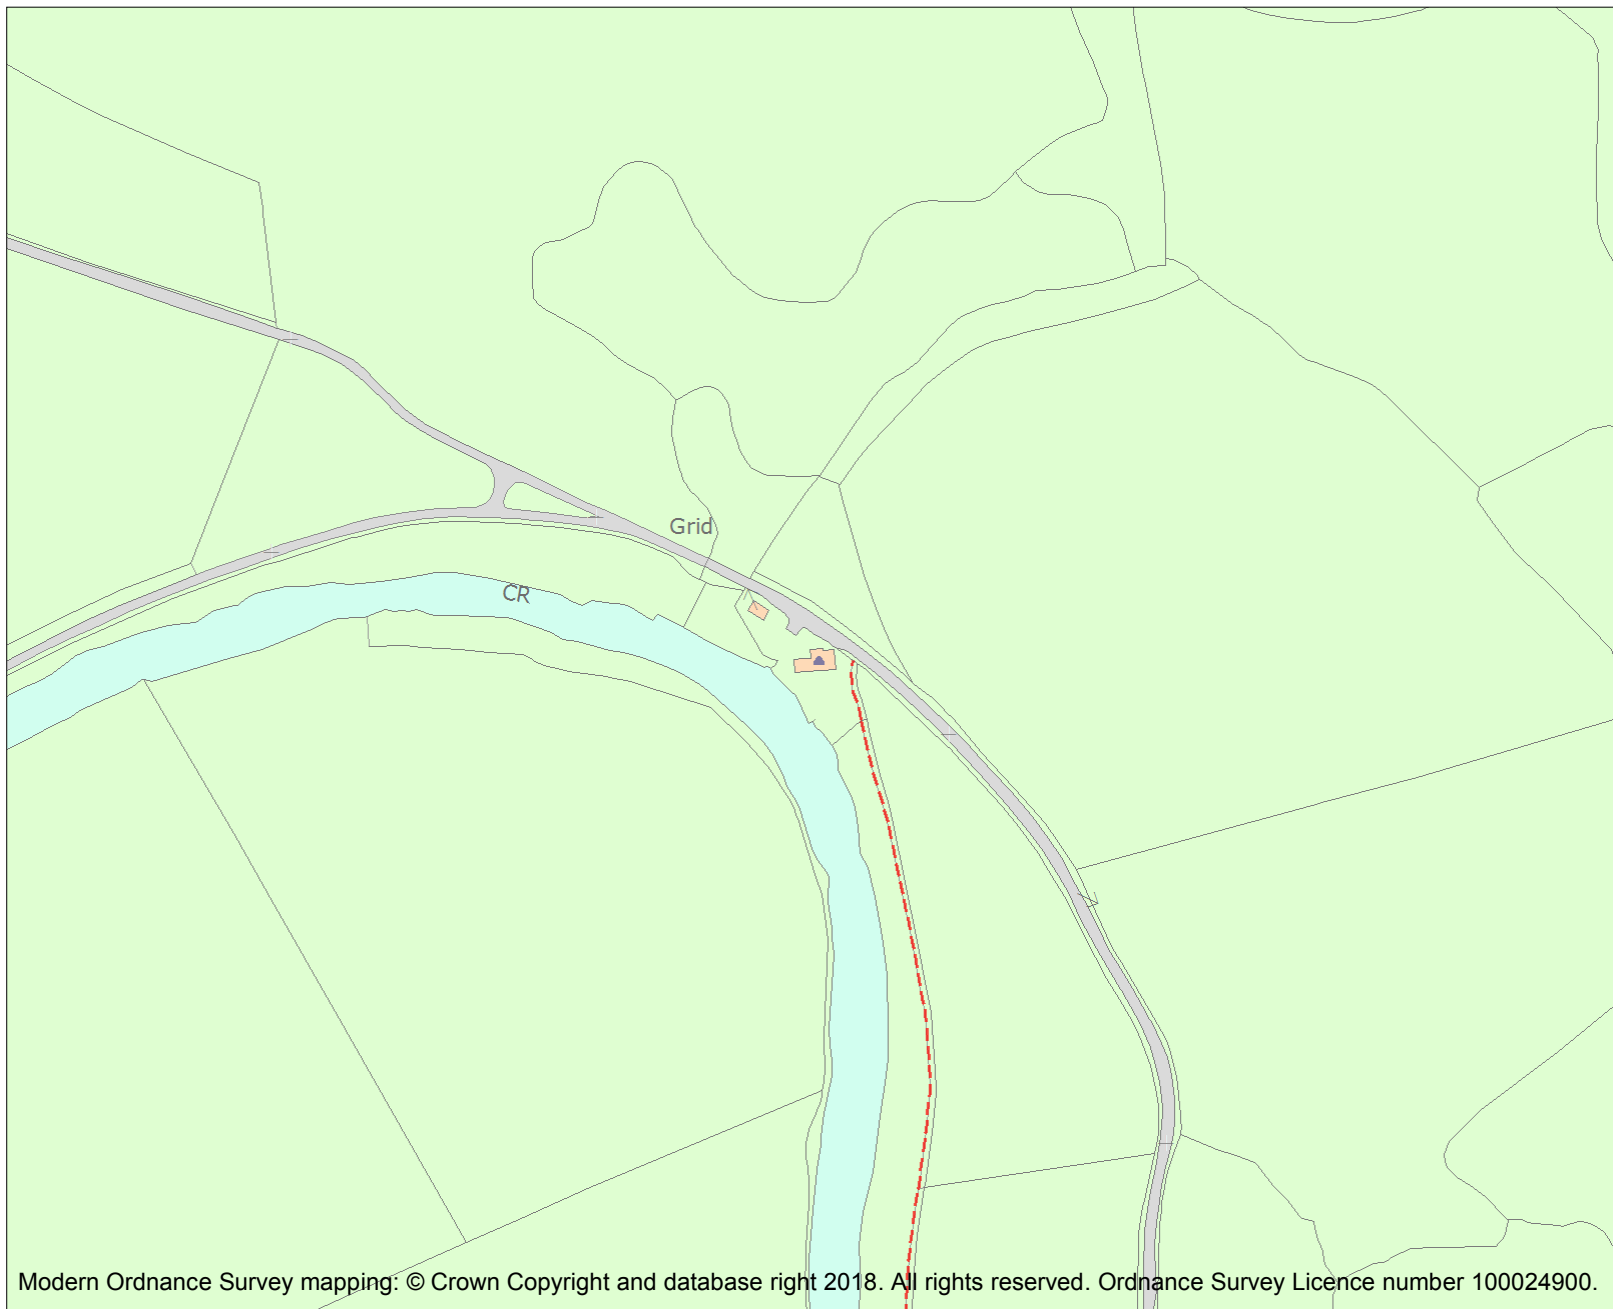 Grid
CR
Modern Ordnance Survey mapping: © Crown Copyright and database right 2018. All rights reserved. Ordnance Survey Licence number 100024900.